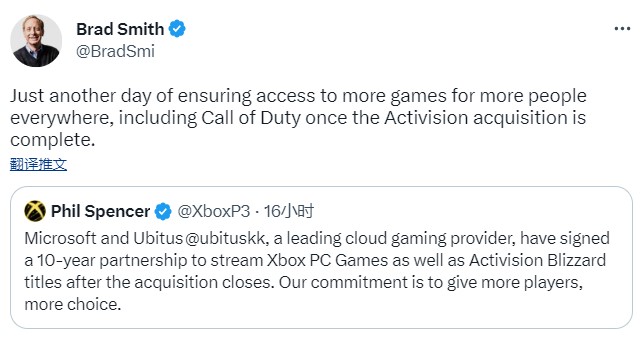 Brad Smith
@BradSmi
Just another day of ensuring access to more games for more people
everywhere, including Call of Duty once the Activision acquisition is
complete.
翻译推文
Phil Spencer @XboxP3 · 16小时
Microsoft and Ubitus @ubituskk, a leading cloud gaming provider, have signed
a 10-year partnership to stream Xbox PC Games as well as Activision Blizzard
titles after the acquisition closes. Our commitment is to give more players,
more choice.